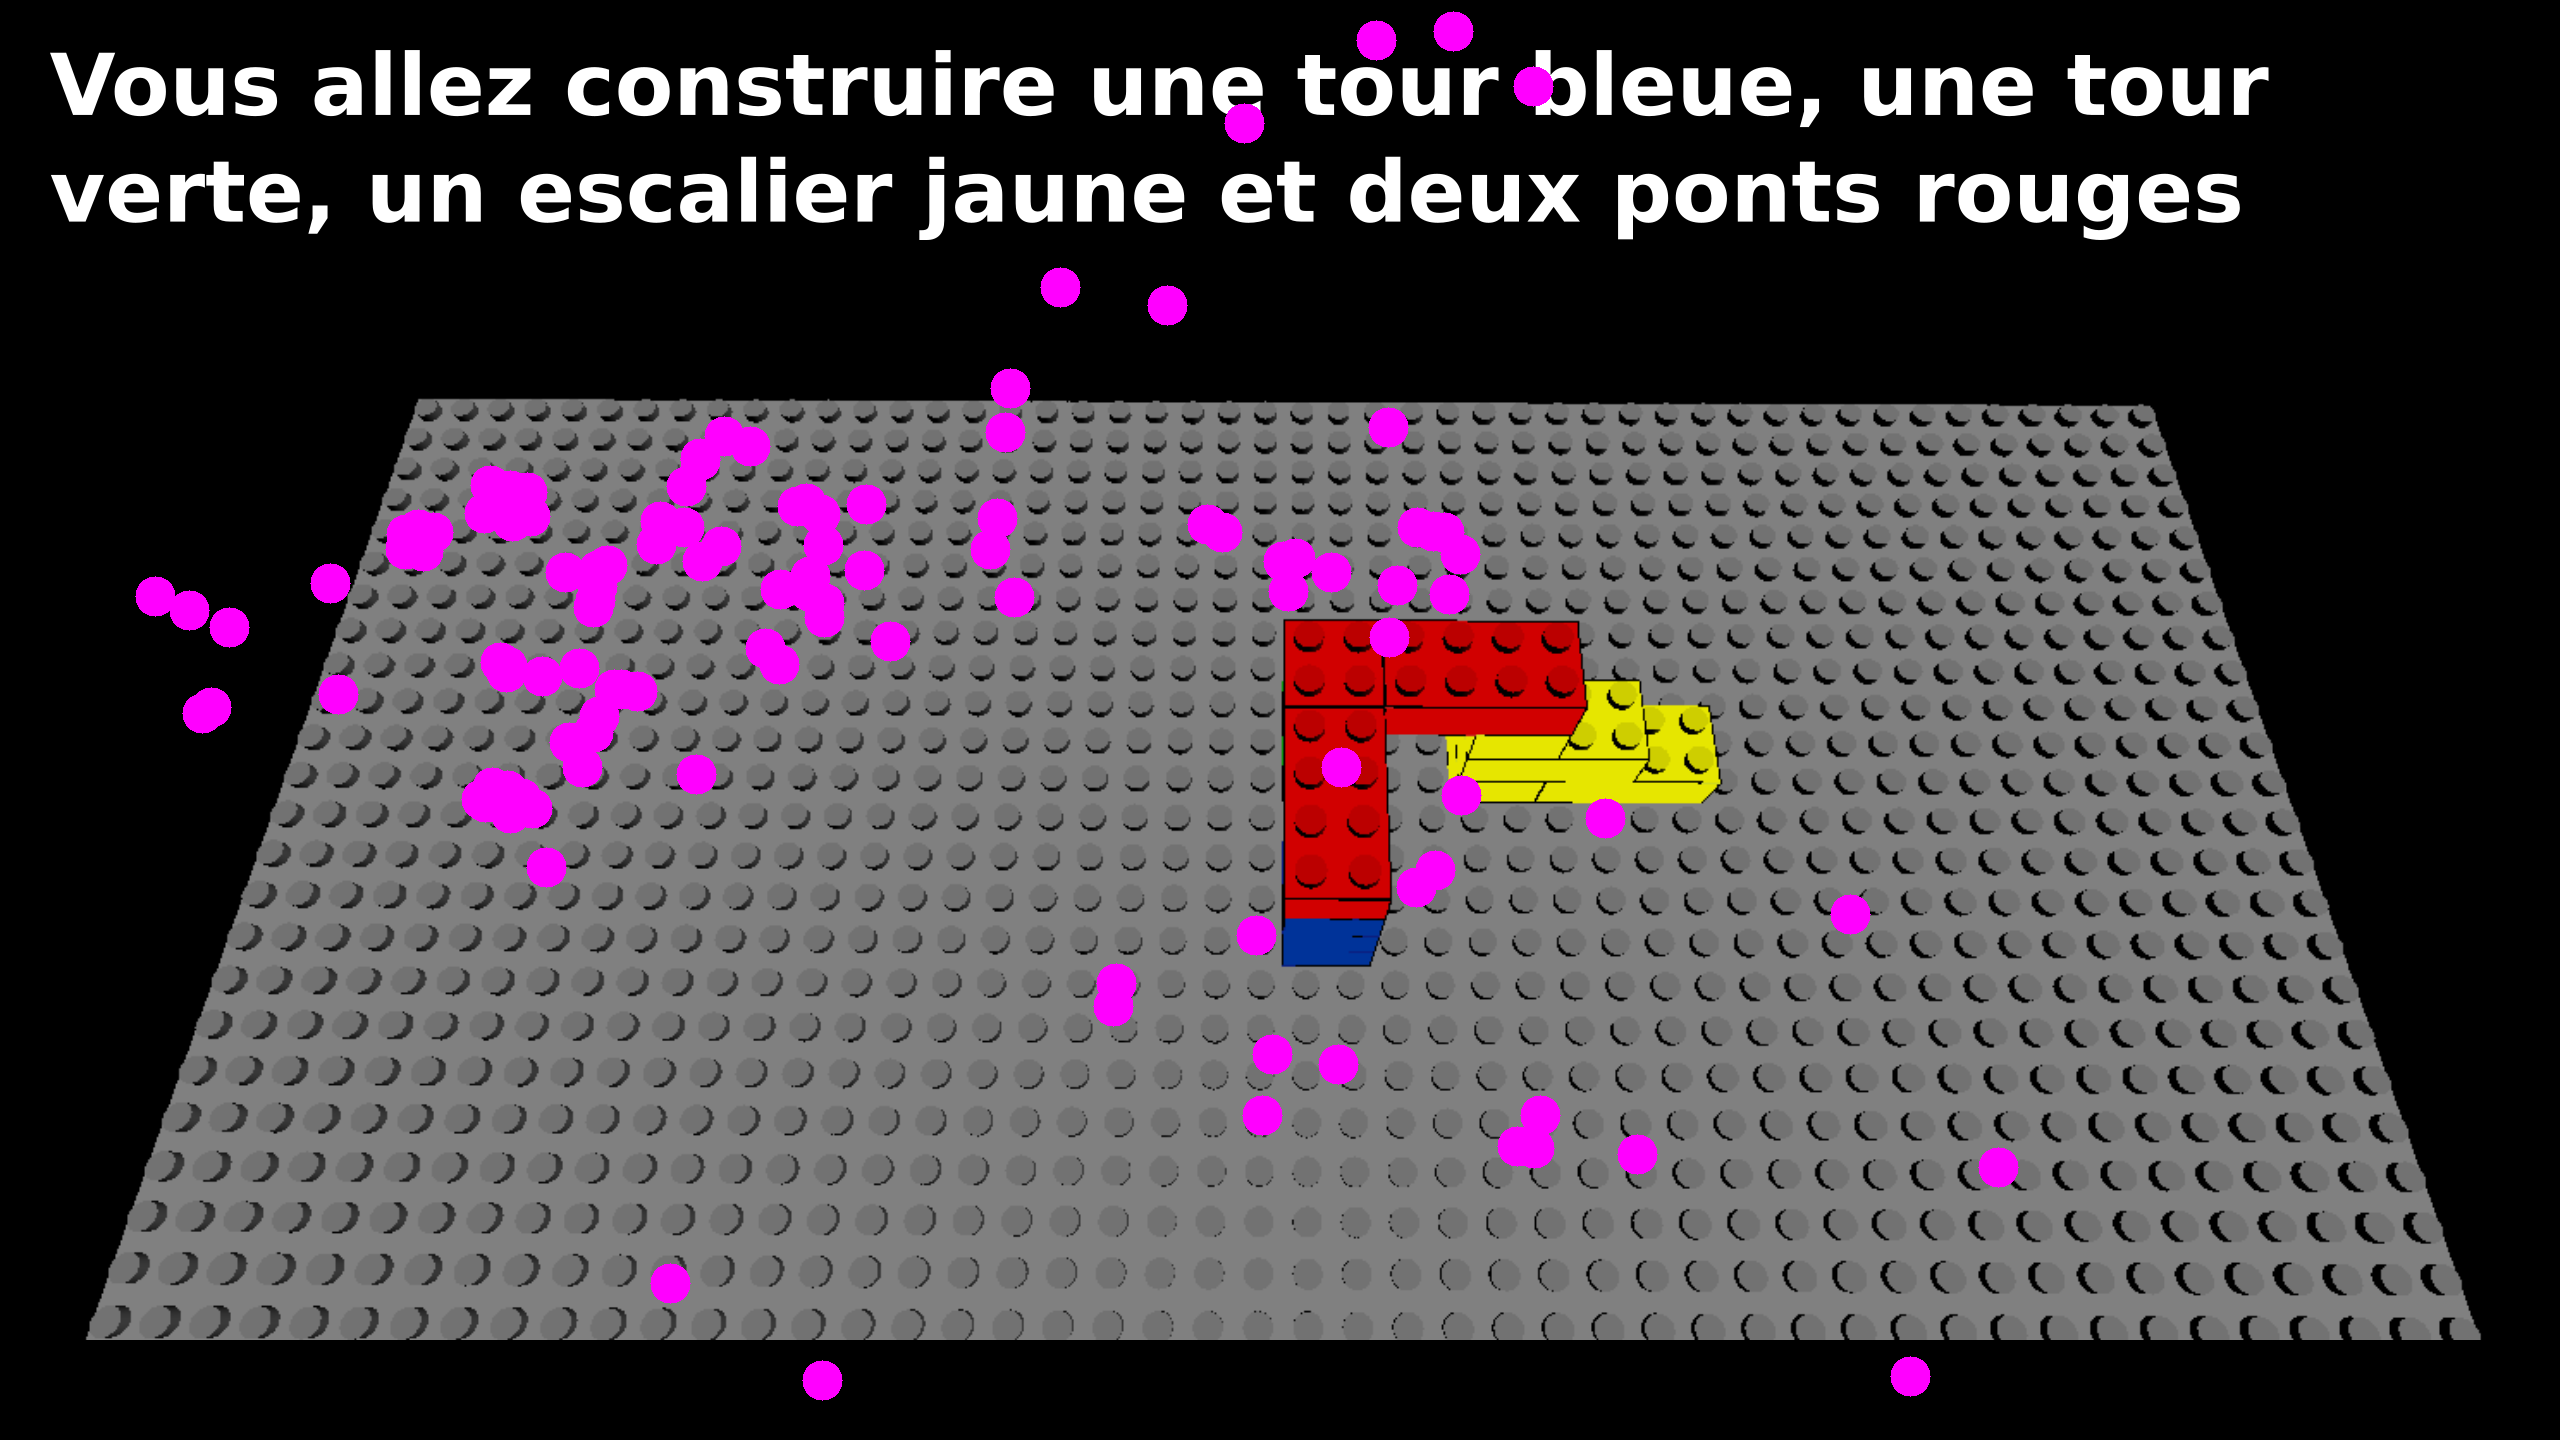 Vous allez construire une tour bleue, une tour
verte, un escalier jaune et deux ponts rouges